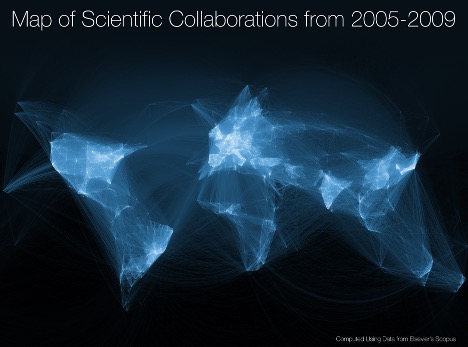 Map of Scientific Collaborations from 2005-2009
Computed Using Data from Elsevier's Scopus